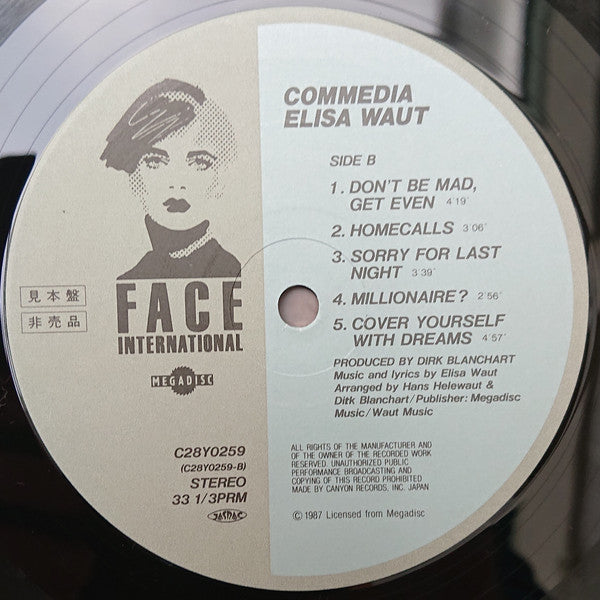 COMMEDIA
ELISA WAUT
SIDE B
1. DON'T BE MAD,
GET EVEN 4'19"
2. HOMECALLS 3'06"
3. SORRY FOR LAST
NIGHT 3'39"
4. MILLIONAIRE? 2'56"
5. COVER YOURSELF
WITH DREAMS 4'57"
PRODUCED BY DIRK BLANCHART
Music and lyrics by Elisa Waut
Arranged by Hans Helewaut &
Ditk Blanchart/Publisher: Megadisc
Music/Waut Music
ALL RIGHTS OF THE MANUFACTURER AND
OF THE OWNER OF THE RECORDED WORK
RESERVED. UNAUTHORIZED PUBLIC
PERFORMANCE BROADCASTING AND
COPYING OF THIS RECORD PROHIBITED
MADE BY CANYON RECORDS, INC. JAPAN
© 1987 Licensed from Megadisc
見本盤
非売品
FACE
INTERNATIONAL
MEGADISC
C28Y0259
(C28Y0259-B)
STEREO
33 1/3PRM
JASRAC